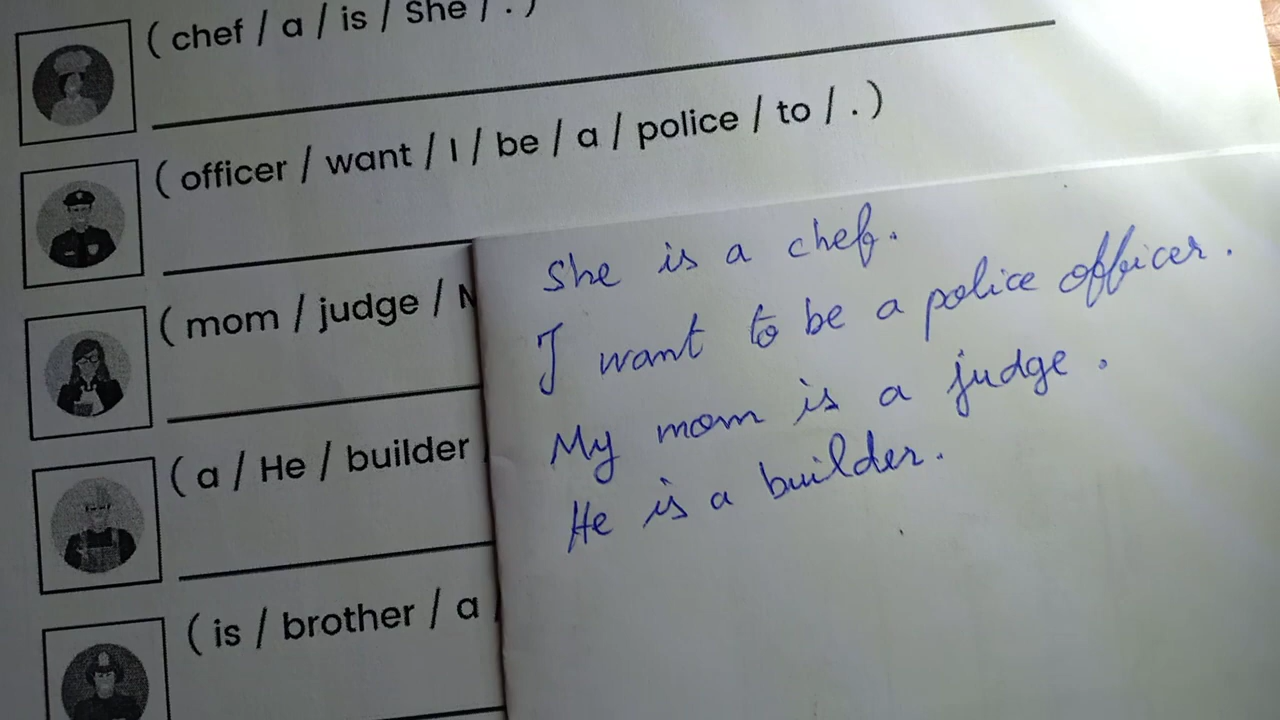 ( chef / a / is / She / . )
( officer / want / I / be / a / police / to / . )
( mom / judge /
( a / He / builder
( is / brother / a
She is a chef.
I want to be a police officer.
My mom is a judge.
He is a builder.